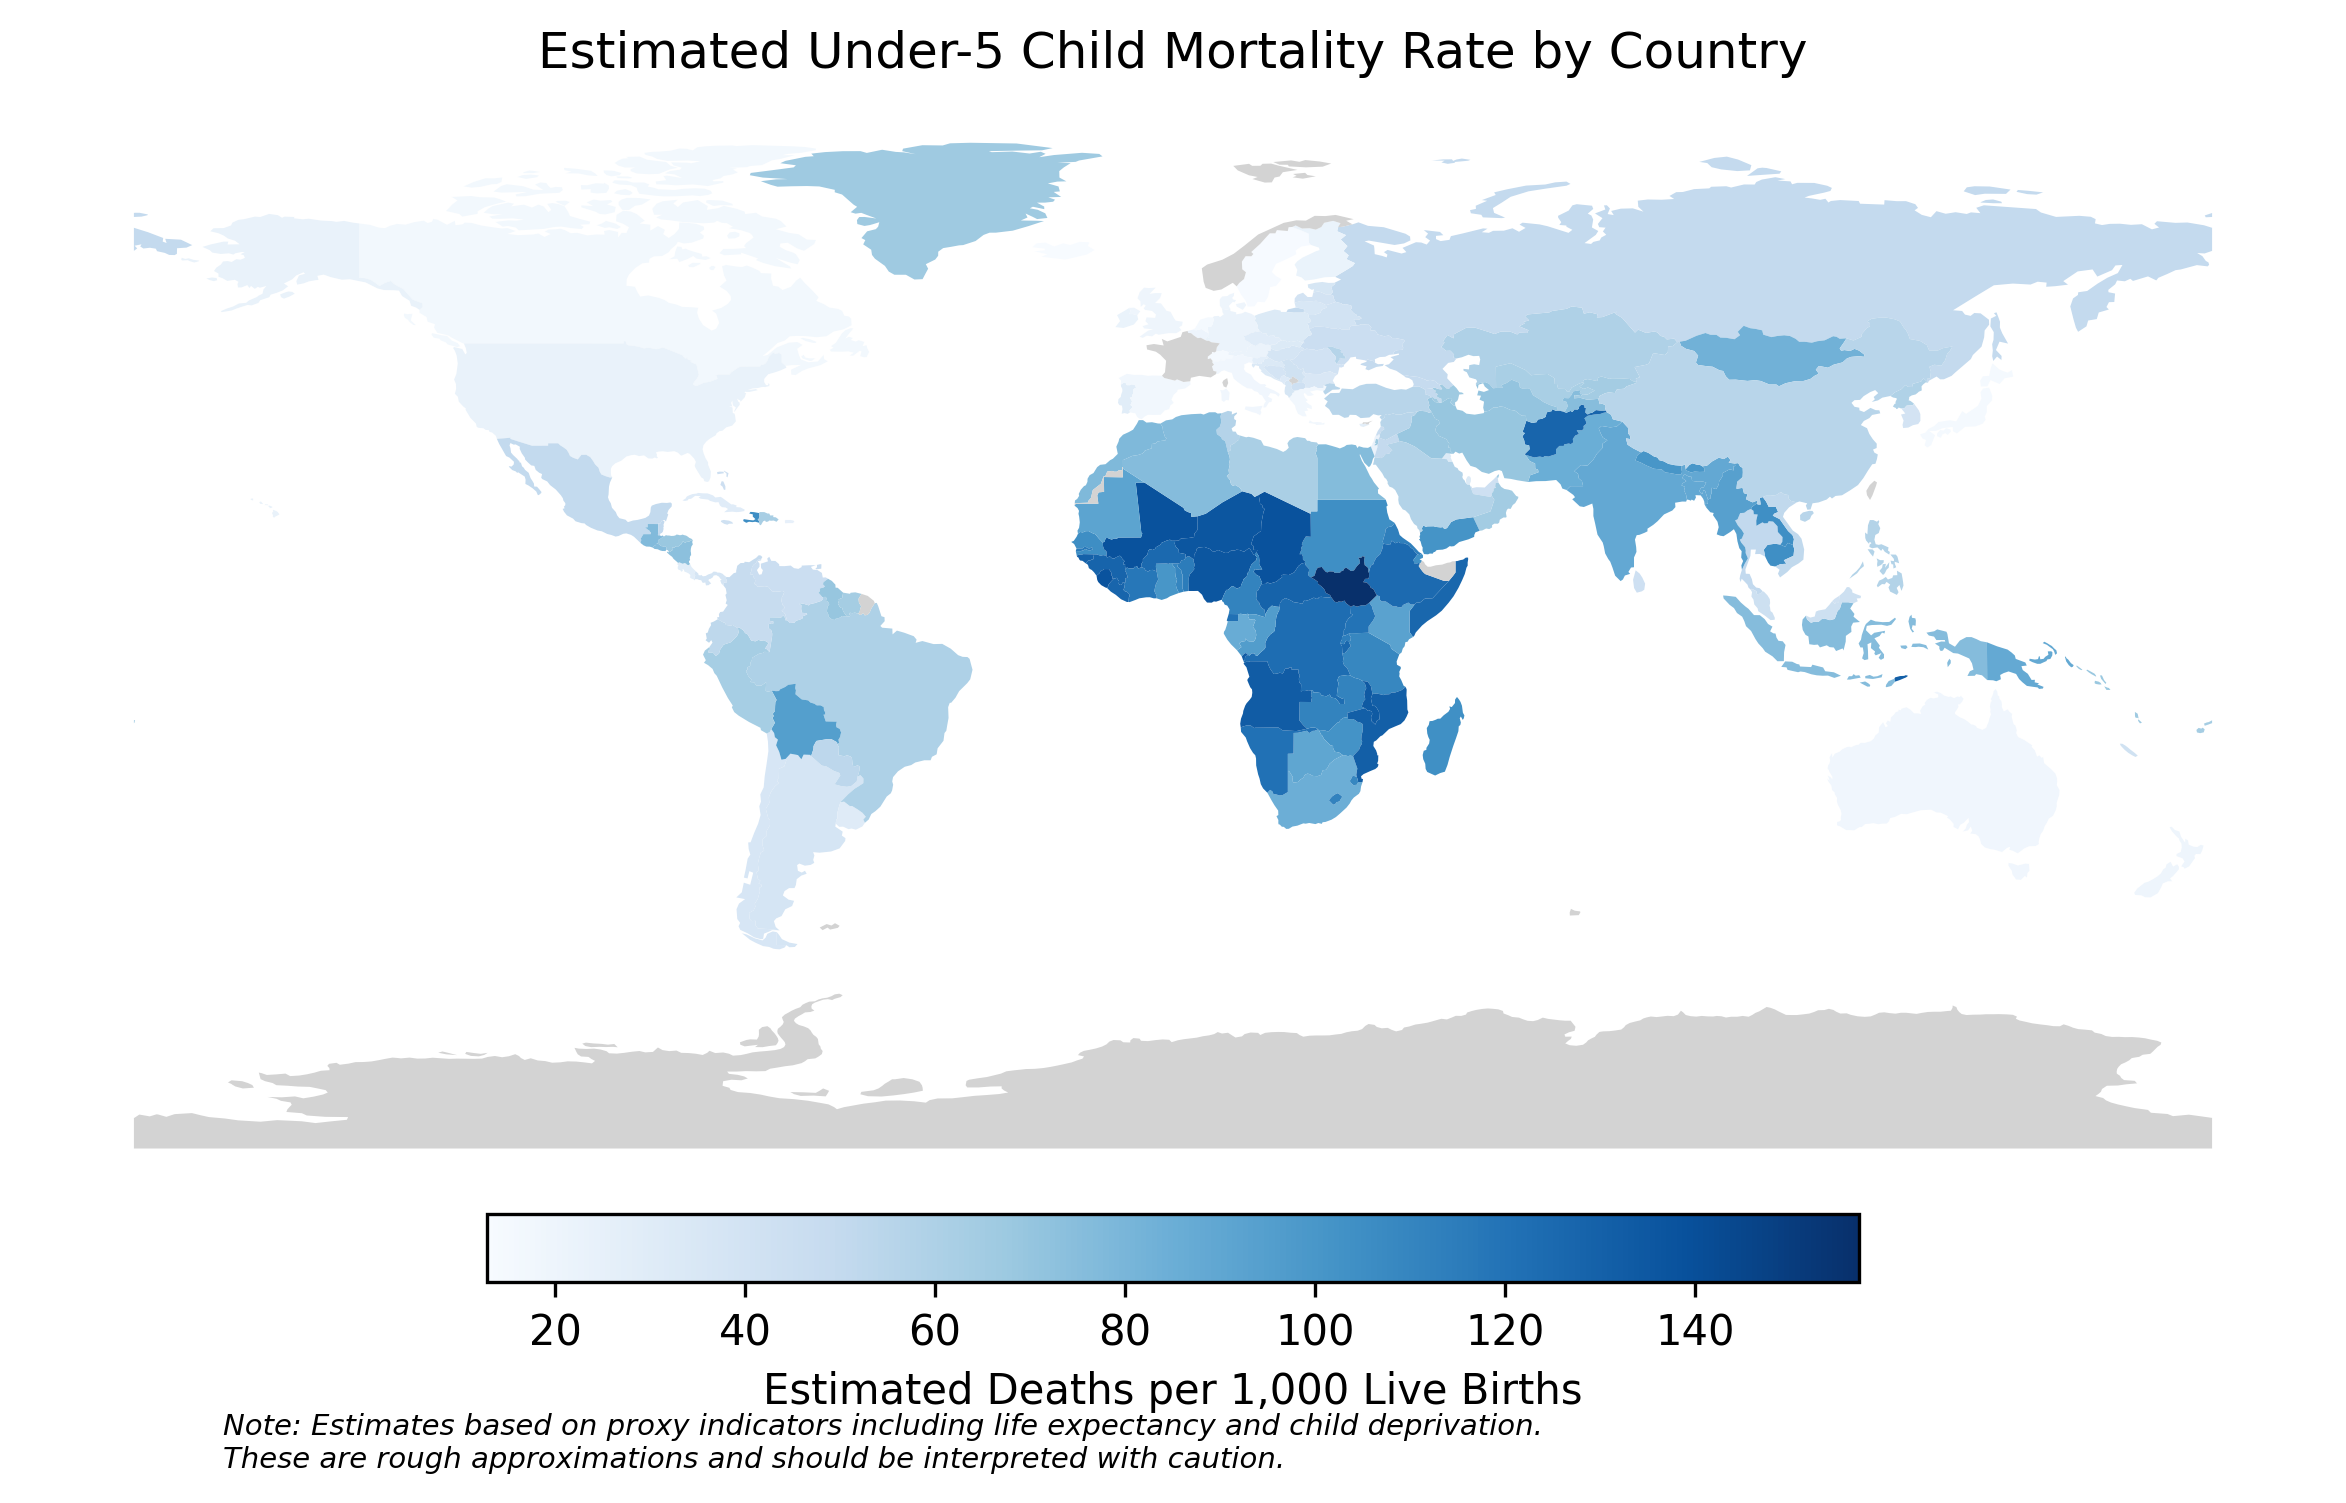 Estimated Under-5 Child Mortality Rate by Country
20 40 60 80 100 120 140
Estimated Deaths per 1,000 Live Births
Note: Estimates based on proxy indicators including life expectancy and child deprivation.
These are rough approximations and should be interpreted with caution.